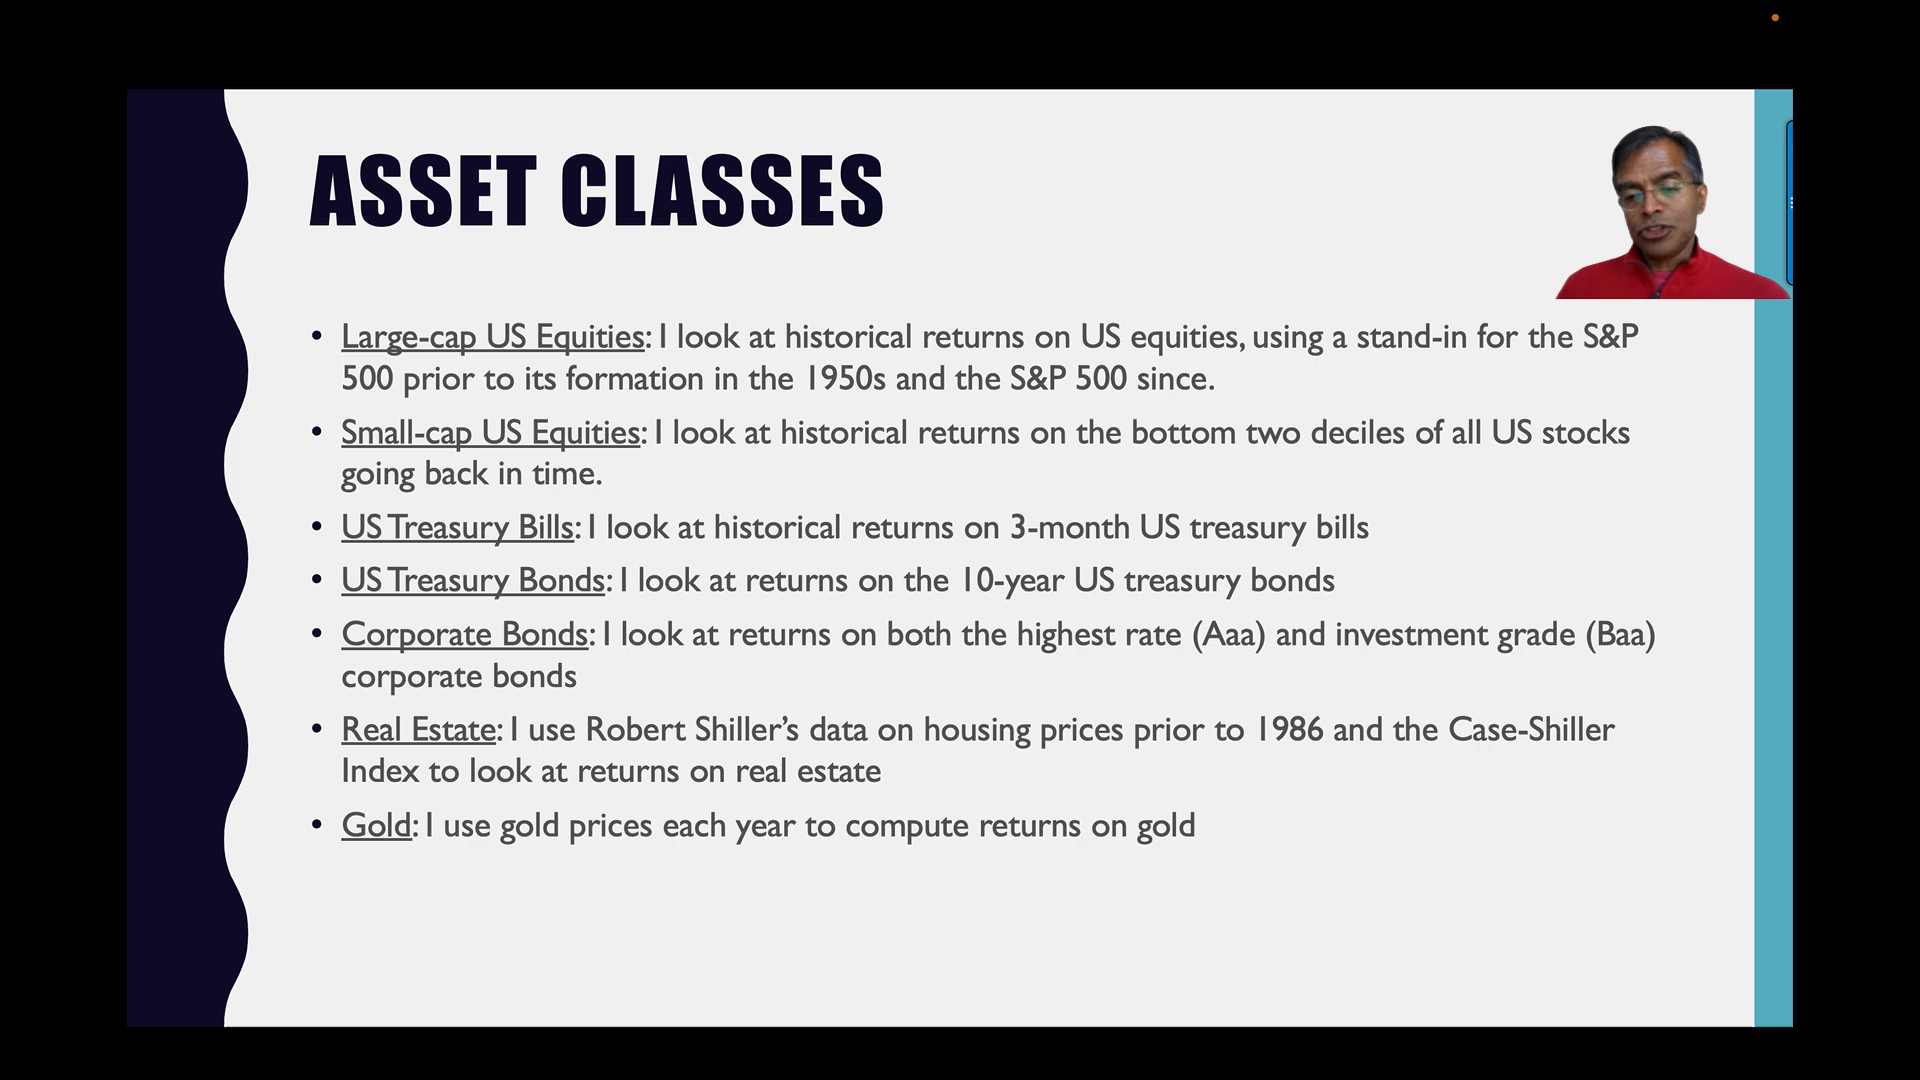 ASSET CLASSES
• Large-cap US Equities: I look at historical returns on US equities, using a stand-in for the S&P
500 prior to its formation in the 1950s and the S&P 500 since.
• Small-cap US Equities: I look at historical returns on the bottom two deciles of all US stocks
going back in time.
• US Treasury Bills: I look at historical returns on 3-month US treasury bills
• US Treasury Bonds: I look at returns on the 10-year US treasury bonds
• Corporate Bonds: I look at returns on both the highest rate (Aaa) and investment grade (Baa)
corporate bonds
• Real Estate: I use Robert Shiller’s data on housing prices prior to 1986 and the Case-Shiller
Index to look at returns on real estate
• Gold: I use gold prices each year to compute returns on gold